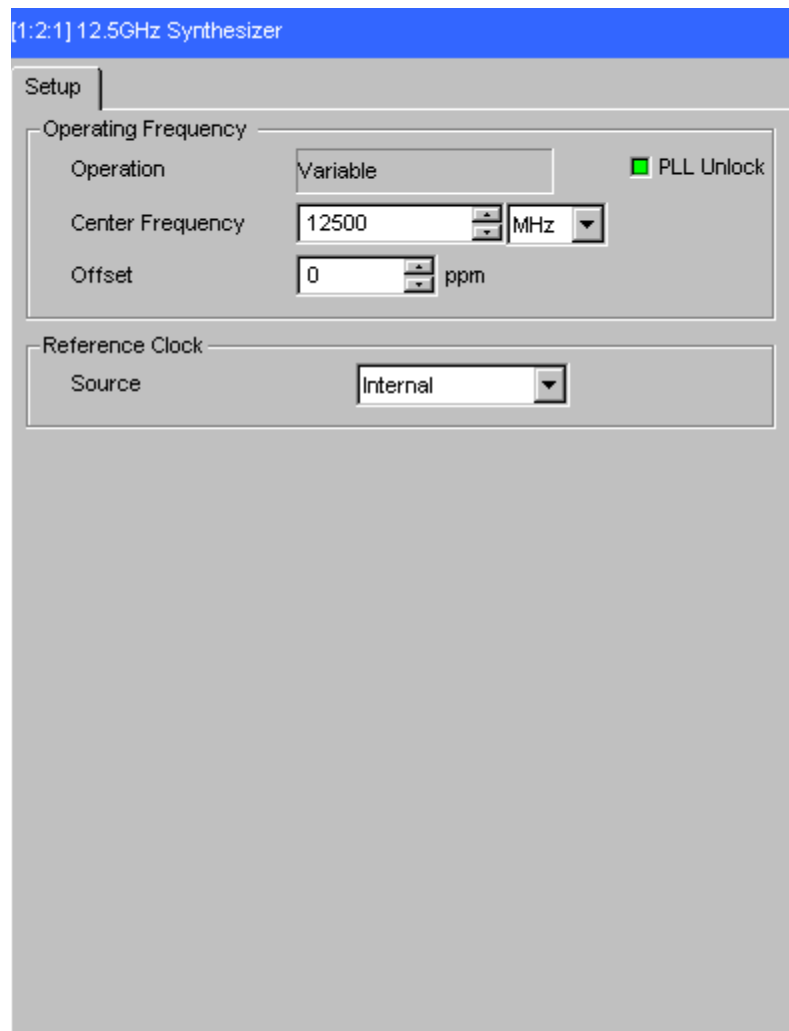 [1:2:1] 12.5GHz Synthesizer
Setup
Operating Frequency
Operation Variable PLL Unlock
Center Frequency 12500 MHz
Offset 0 ppm
Reference Clock
Source Internal